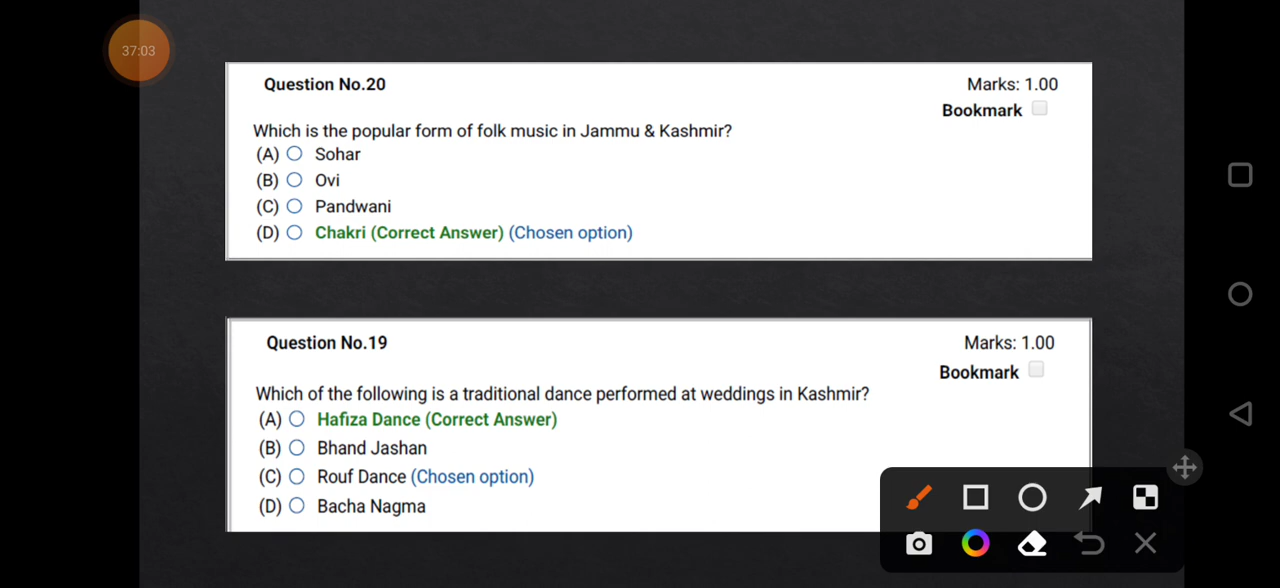 37:03
Question No.20
Marks: 1.00
Bookmark
Which is the popular form of folk music in Jammu & Kashmir?
(A) Sohar
(B) Ovi
(C) Pandwani
(D) Chakri (Correct Answer) (Chosen option)
Question No.19
Marks: 1.00
Bookmark
Which of the following is a traditional dance performed at weddings in Kashmir?
(A) Hafiza Dance (Correct Answer)
(B) Bhand Jashan
(C) Rouf Dance (Chosen option)
(D) Bacha Nagma